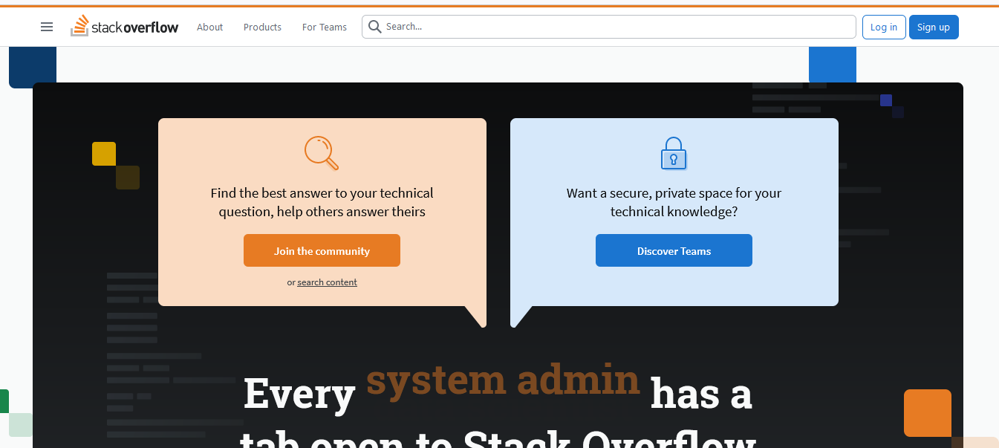 stackoverflow About Products For Teams Search... Log in Sign up
Find the best answer to your technical
question, help others answer theirs
Join the community
or search content
Want a secure, private space for your
technical knowledge?
Discover Teams
Every system admin has a
tab open to Stack Overflow